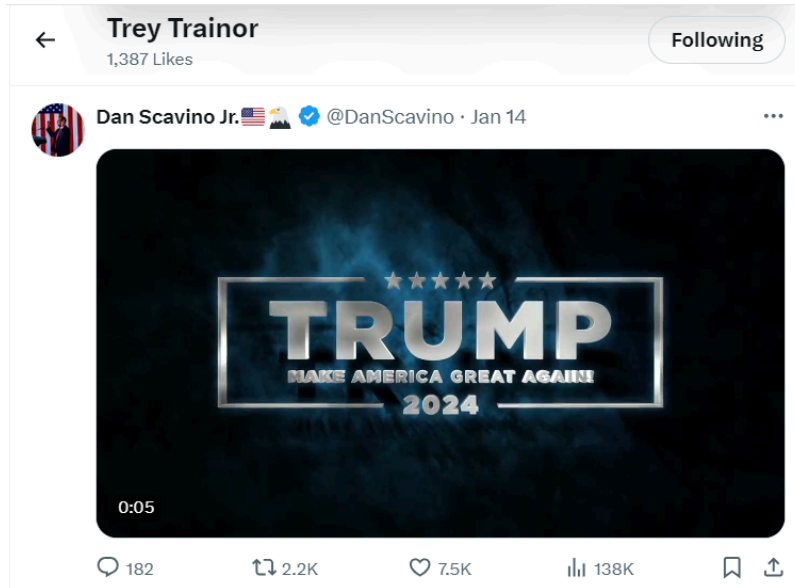 Trey Trainor
1,387 Likes
Following
Dan Scavino Jr.🇺🇸🦅 @DanScavino · Jan 14
TRUMP
MAKE AMERICA GREAT AGAIN!
2024
0:05
182 2.2K 7.5K 138K